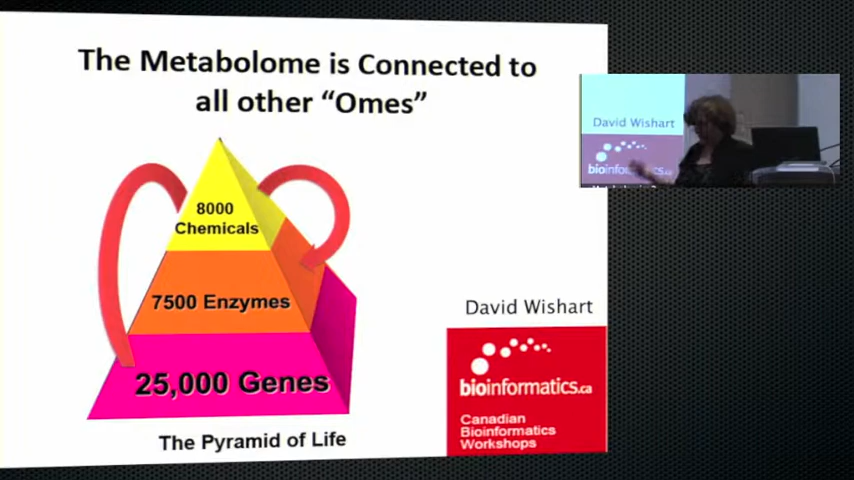 The Metabolome is Connected to
all other “Omes”
8000
Chemicals
7500 Enzymes
25,000 Genes
The Pyramid of Life
David Wishart
bioinformatics.ca
Canadian
Bioinformatics
Workshops
David Wishart